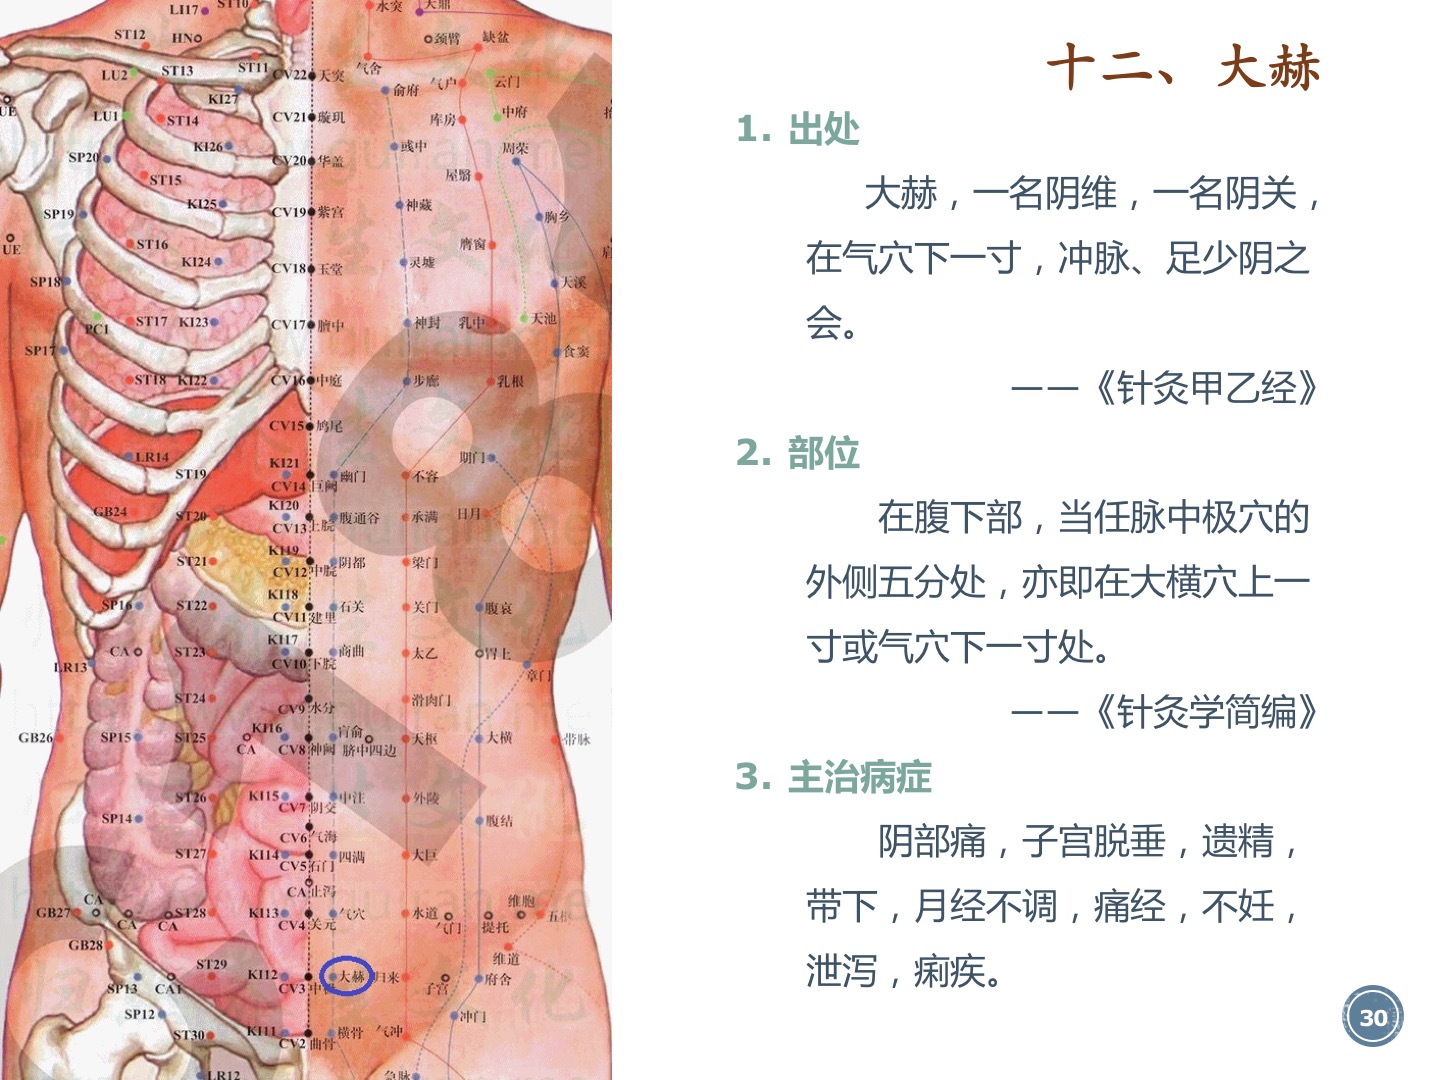 十二、大赫
1. 出处
大赫，一名阴维，一名阴关，
在气穴下一寸，冲脉、足少阴之
会。
——《针灸甲乙经》
2. 部位
在腹下部，当任脉中极穴的
外侧五分处，亦即在大横穴上一
寸或气穴下一寸处。
——《针灸学简编》
3. 主治病症
阴部痛，子宫脱垂，遗精，
带下，月经不调，痛经，不妊，
泄泻，痢疾。
30
LI17 ST10 水突 大鼎
ST12 HN 颈臂 缺盆
LU2 ST13 ST11 CV22 天突 气舍 气户 云门
KI27 俞府
UE LU1 ST14 CV21 璇玑 库房 中府
SP20 KI26 CV20 华盖 彧中 周荣
ST15 屋翳
SP19 KI25 CV19 紫宫 神藏 胸乡
UE ST16 KI24 CV18 玉堂 灵墟 膺窗
SP18 天溪
PC1 ST17 KI23 CV17 膻中 神封 乳中 天池
SP17 食窦
ST18 KI22 CV16 中庭 步廊 乳根
CV15 鸠尾
LR14 ST19 KI21 CV14 巨阙 幽门 不容 期门
GB24 ST20 KI20 CV13 上脘 腹通谷 承满 日月
ST21 KI19 CV12 中脘 阴都 梁门
SP16 ST22 KI18 CV11 建里 石关 关门 腹哀
CA ST23 KI17 CV10 下脘 商曲 太乙 胃上
LR13 章门
ST24 CV9 水分 滑肉门
GB26 SP15 ST25 CA KI16 CV8 神阙 肓俞 脐中四边 天枢 大横 带脉
ST26 KI15 CV7 阴交 中注 外陵
SP14 CV6 气海 腹结
ST27 KI14 CV5 石门 四满 大巨
CA 止泻
GB27 CA CA CA ST28 KI13 CV4 关元 气穴 水道 气门 提托 维胞 五枢
GB28 维道
SP13 CA1 ST29 KI12 CV3 中极 大赫 归来 子宫 府舍
SP12 冲门
ST30 KI11 CV2 曲骨 横骨 气冲
LR12 急脉